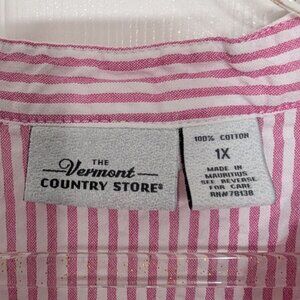 THE
Vermont
COUNTRY STORE®
100% COTTON
1X
MADE IN
MAURITIUS
SEE REVERSE
FOR CARE
RN#78138